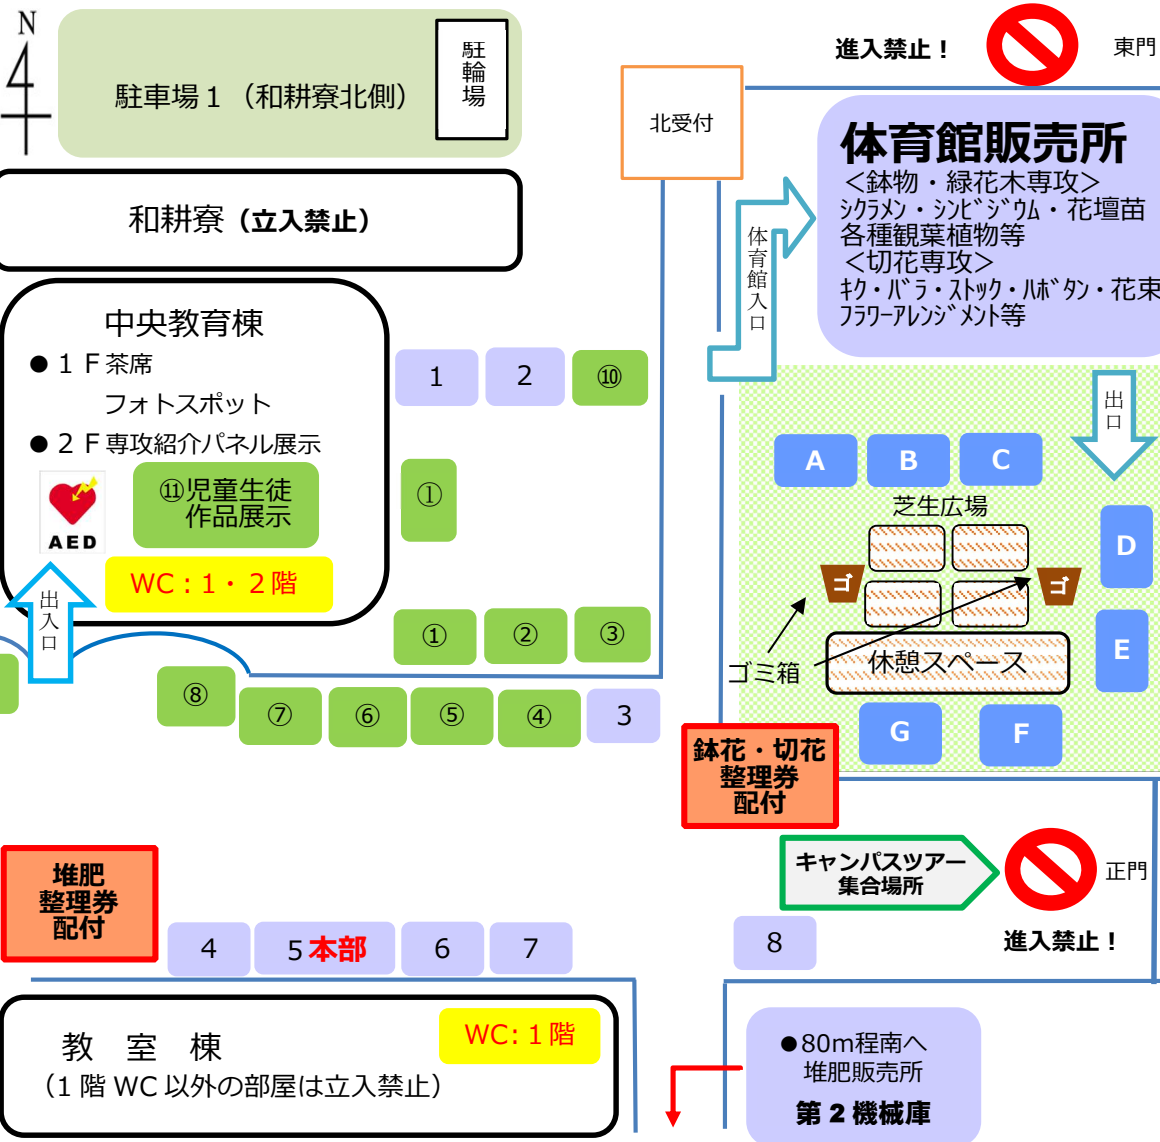 N
駐車場１（和耕寮北側）
駐輪場
進入禁止！
東門
北受付
体育館販売所
＜鉢物・緑花木専攻＞
ｼｸﾗﾒﾝ・ｼﾝﾋﾞｼﾞｳﾑ・花壇苗
各種観葉植物等
＜切花専攻＞
ｷｸ・ﾊﾞﾗ・ｽﾄｯｸ・ﾊﾎﾞﾀﾝ・花束
ﾌﾗﾜｰｱﾚﾝｼﾞﾒﾝﾄ等
和耕寮（立入禁止）
体育館入口
中央教育棟
●１Ｆ茶席
フォトスポット
●２Ｆ専攻紹介パネル展示
⑪児童生徒
作品展示
AED
WC：1・２階
出入口
1
2
⑩
①
①
②
③
⑧
⑦
⑥
⑤
④
3
出口
A
B
C
芝生広場
D
ゴ
ゴ
E
ゴミ箱
休憩スペース
G
F
鉢花・切花
整理券
配付
キャンパスツアー
集合場所
正門
進入禁止！
堆肥
整理券
配付
4
5本部
6
7
8
教　室　棟
（1 階 WC 以外の部屋は立入禁止）
WC:１階
●80m程南へ
堆肥販売所
第２機械庫